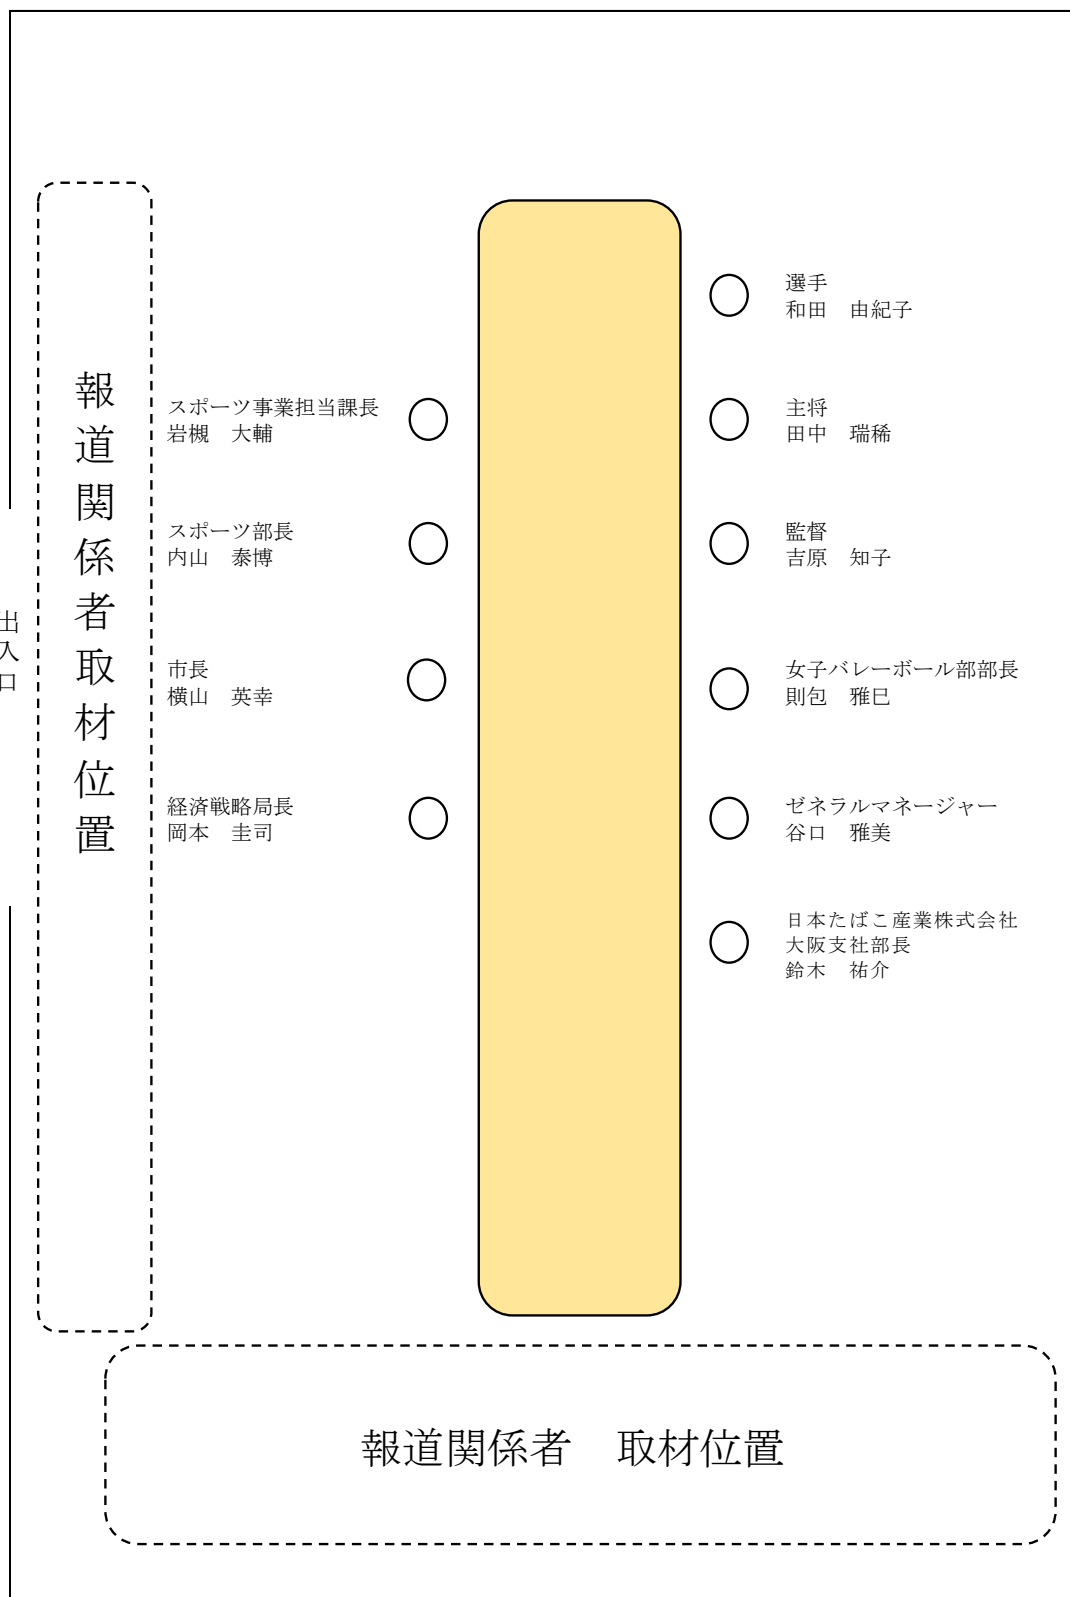 出入口
報道関係者取材位置
スポーツ事業担当課長
岩槻　大輔
スポーツ部長
内山　泰博
市長
横山　英幸
経済戦略局長
岡本　圭司
選手
和田　由紀子
主将
田中　瑞稀
監督
吉原　知子
女子バレーボール部部長
則包　雅巳
ゼネラルマネージャー
谷口　雅美
日本たばこ産業株式会社
大阪支社部長
鈴木　祐介
報道関係者　取材位置